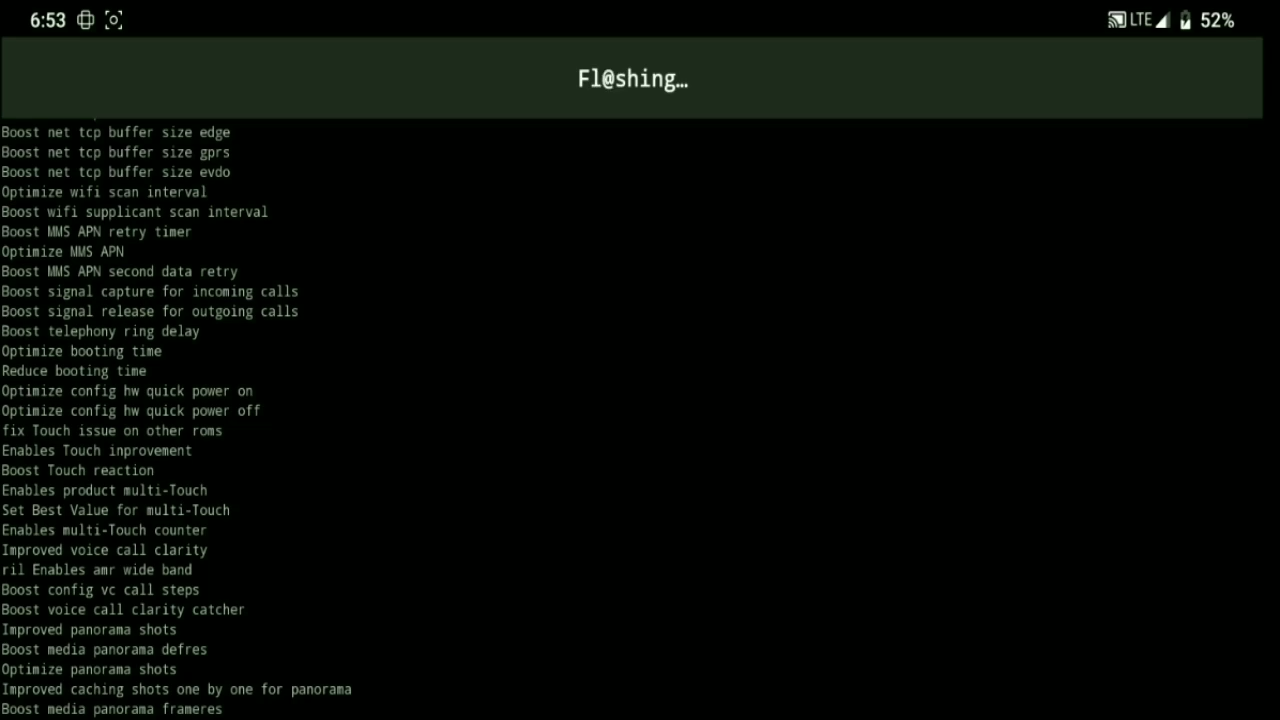 6:53 LTE 52%
Fl@shing…
Boost net tcp buffer size edge
Boost net tcp buffer size gprs
Boost net tcp buffer size evdo
Optimize wifi scan interval
Boost wifi supplicant scan interval
Boost MMS APN retry timer
Optimize MMS APN
Boost MMS APN second data retry
Boost signal capture for incoming calls
Boost signal release for outgoing calls
Boost telephony ring delay
Optimize booting time
Reduce booting time
Optimize config hw quick power on
Optimize config hw quick power off
fix Touch issue on other roms
Enables Touch inprovement
Boost Touch reaction
Enables product multi-Touch
Set Best Value for multi-Touch
Enables multi-Touch counter
Improved voice call clarity
ril Enables amr wide band
Boost config vc call steps
Boost voice call clarity catcher
Improved panorama shots
Boost media panorama defres
Optimize panorama shots
Improved caching shots one by one for panorama
Boost media panorama frameres